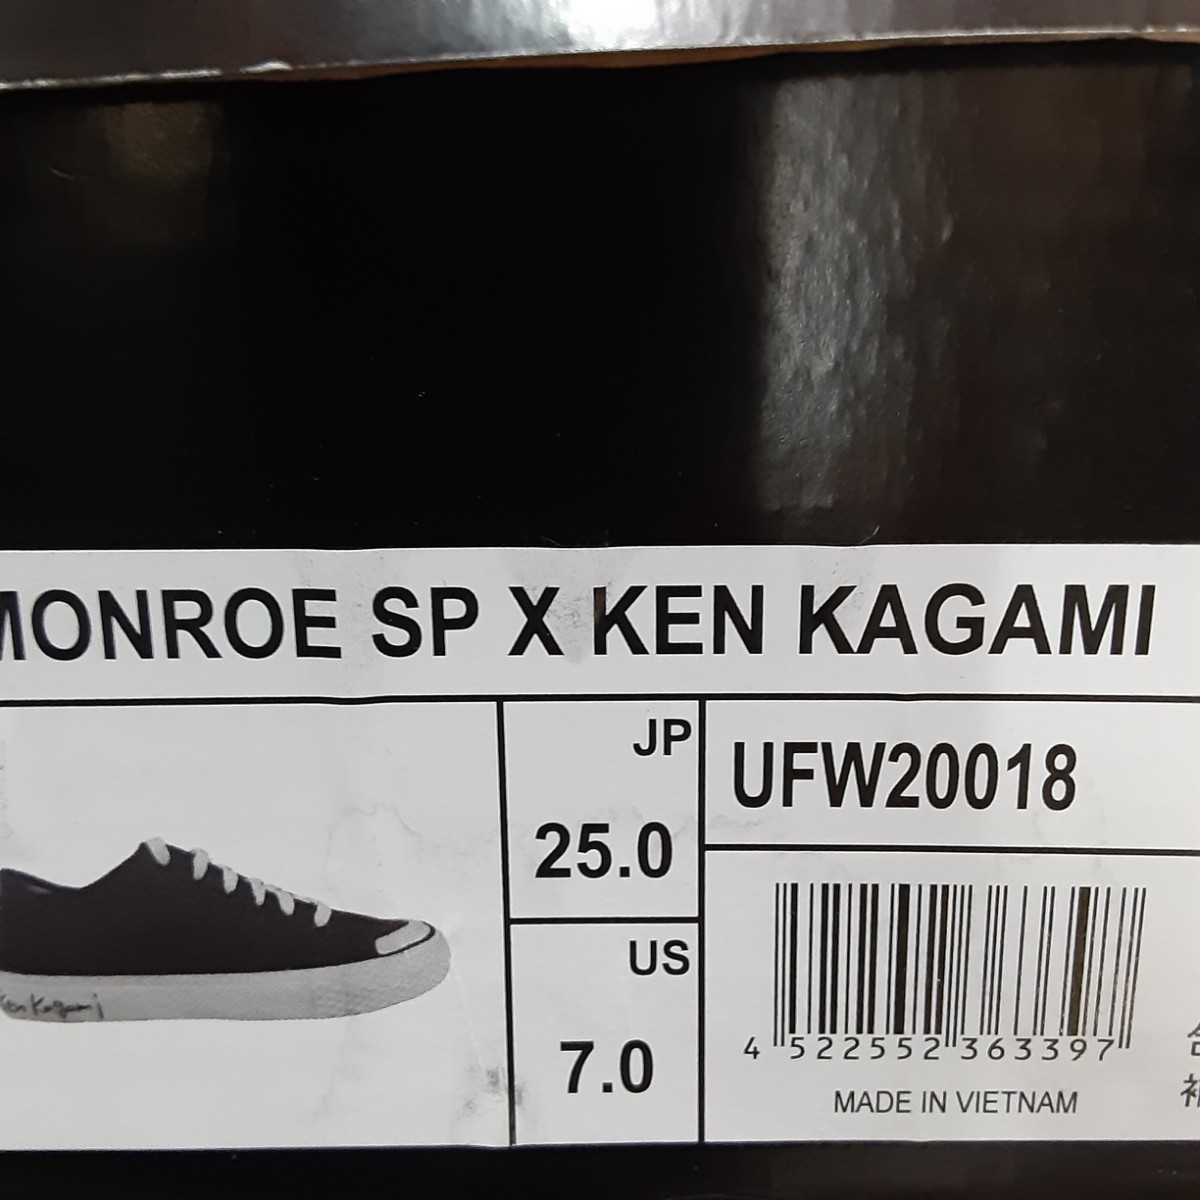 MONROE SP X KEN KAGAMI
JP
25.0
US
7.0
UFW20018
4 522552 363397
MADE IN VIETNAM
Ken Kagami